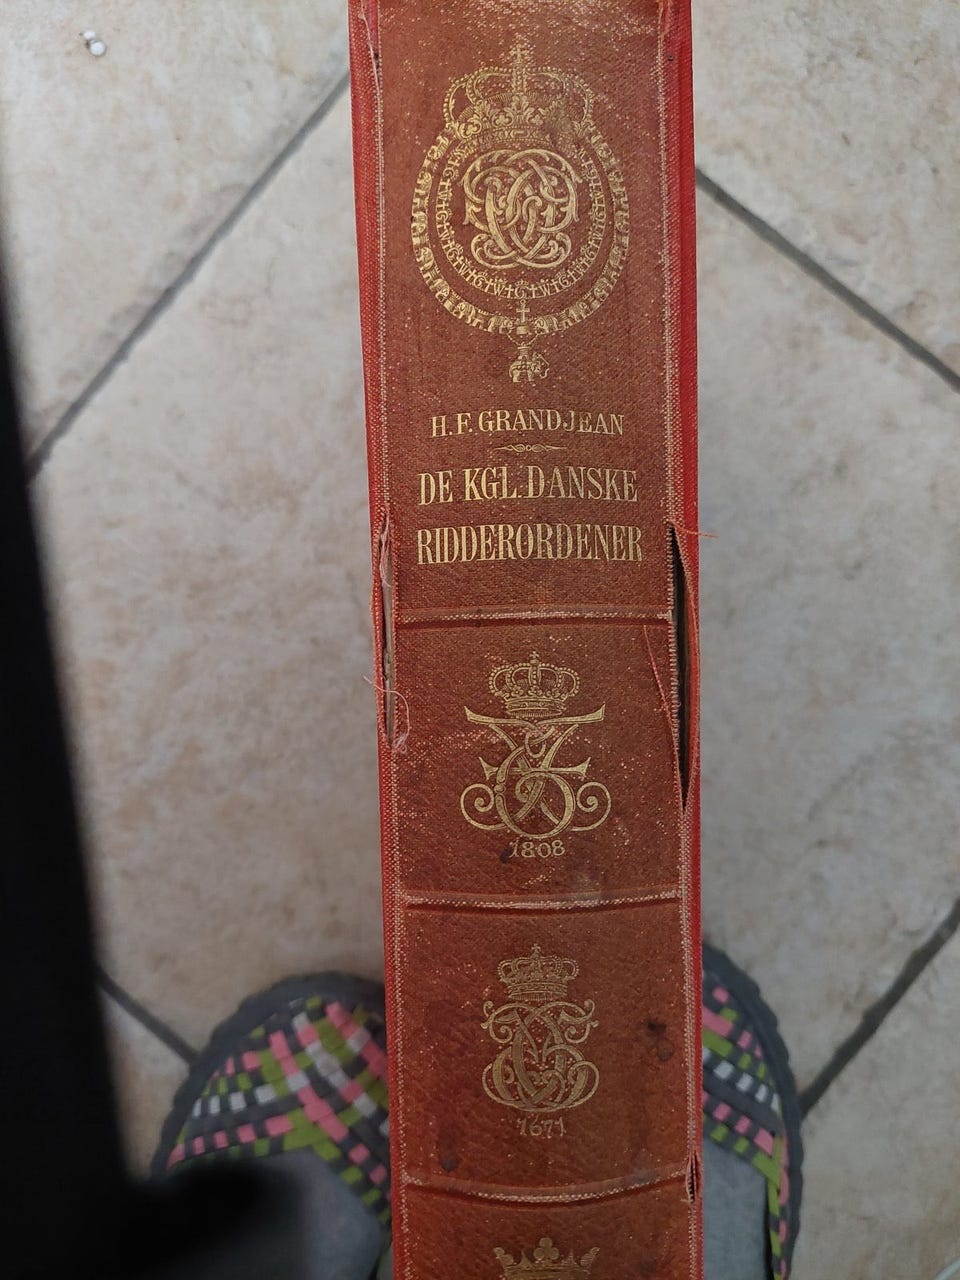 H. F. GRANDJEAN
DE KGL. DANSKE
RIDDERORDENER
1808
1671